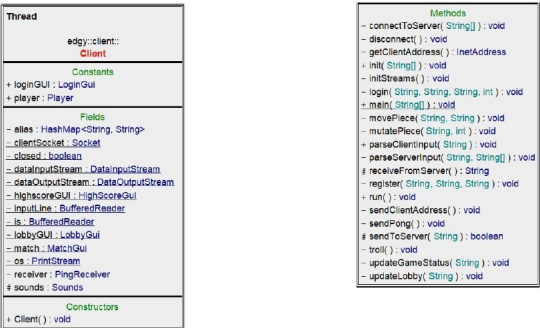 Thread
edgy::client::
Client
Constants
+ loginGUI : LoginGui
+ player : Player
Fields
– alias : HashMap<String, String>
– clientSocket : Socket
– closed : boolean
– dataInputStream : DataInputStream
– dataOutputStream : DataOutputStream
– highscoreGUI : HighScoreGui
– inputLine : BufferedReader
– is : BufferedReader
– lobbyGUI : LobbyGui
– match : MatchGui
– os : PrintStream
– receiver : PingReceiver
# sounds : Sounds
Constructors
+ Client( ) : void
Methods
– connectToServer( String[] ) : void
– disconnect( ) : void
– getClientAddress( ) : InetAddress
+ init( String[] ) : void
– initStreams( ) : void
– login( String, String, String, int ) : void
+ main( String[] ) : void
– movePiece( String, String ) : void
– mutatePiece( String, int ) : void
+ parseClientInput( String ) : void
– parseServerInput( String, String[] ) : void
# receiveFromServer( ) : String
– register( String, String, String ) : void
+ run( ) : void
– sendClientAddress( ) : void
– sendPong( ) : void
# sendToServer( String ) : boolean
– troll( ) : void
– updateGameStatus( String ) : void
– updateLobby( String ) : void